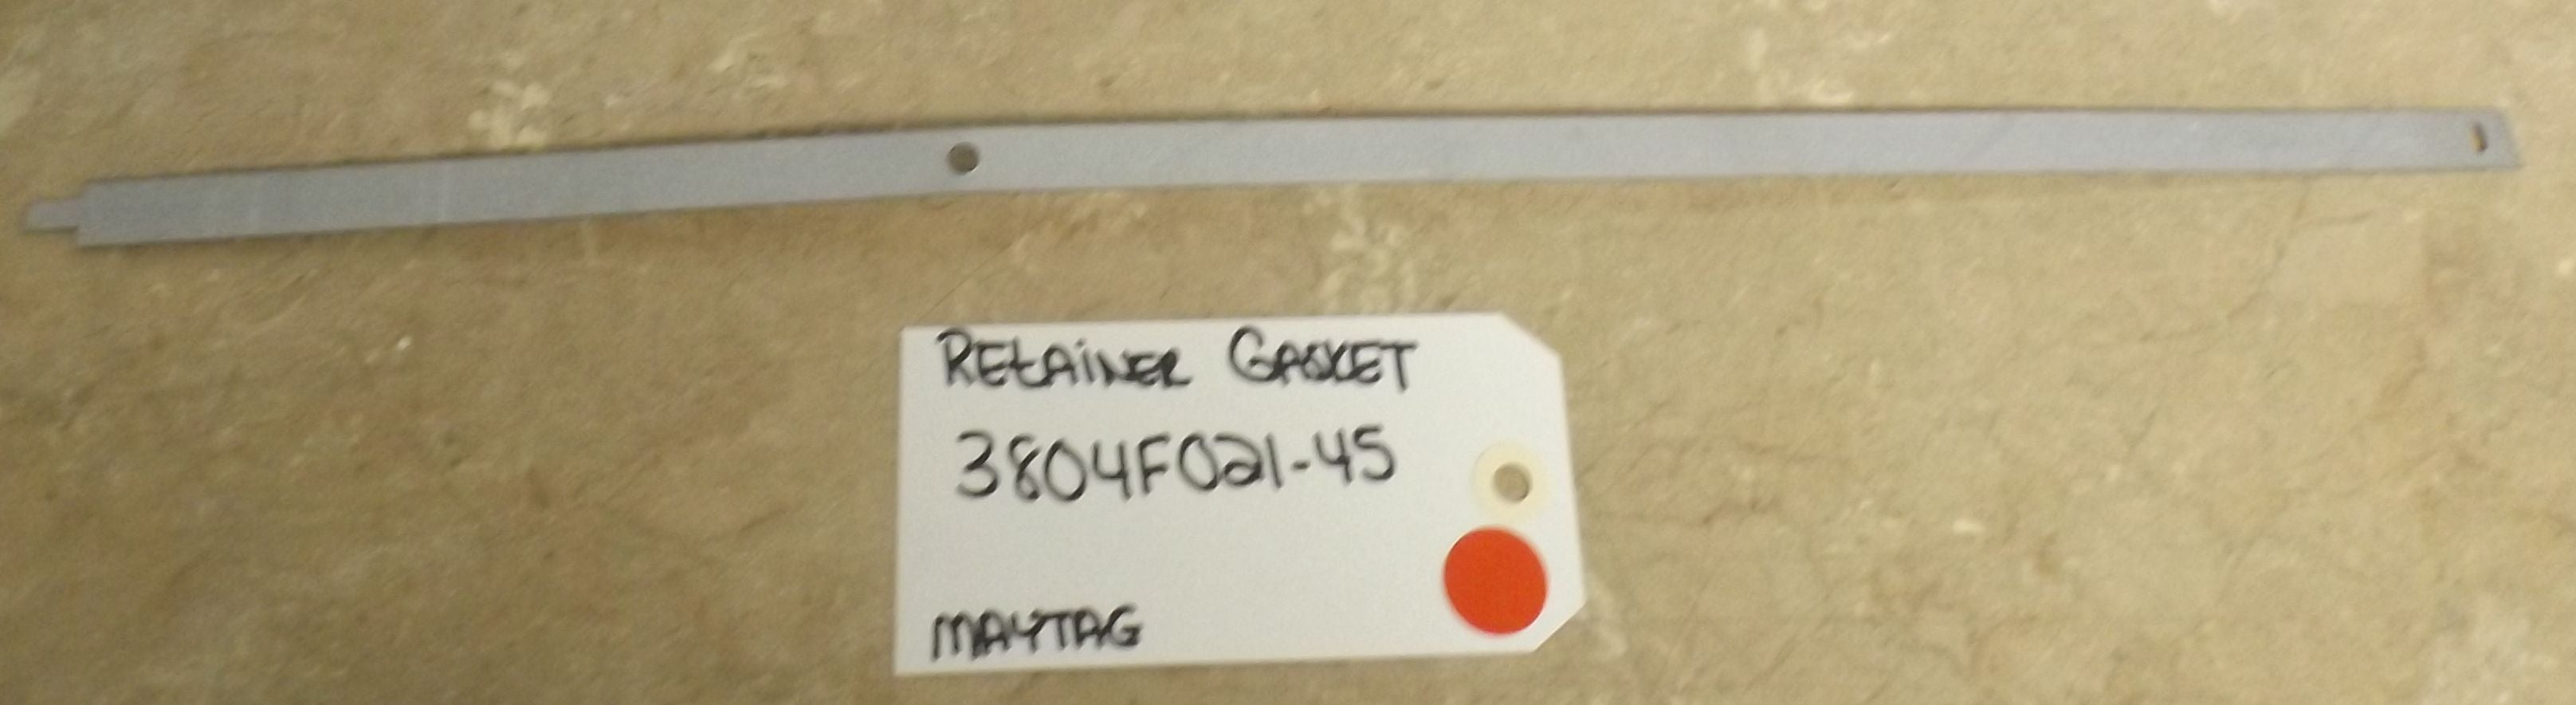 RETAINER GASKET
3804F021-45
MAYTAG